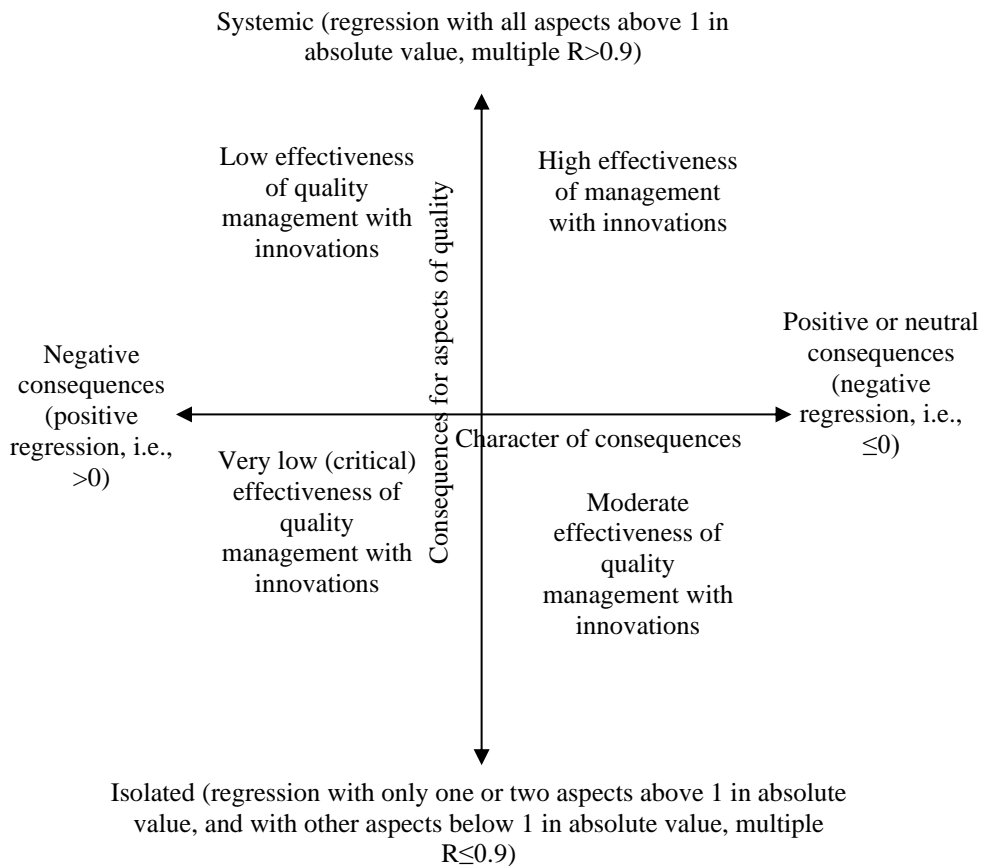 Systemic (regression with all aspects above 1 in
absolute value, multiple R>0.9)
Low effectiveness
of quality
management with
innovations
High effectiveness
of management
with innovations
Consequences for aspects of quality
Negative
consequences
(positive
regression, i.e.,
>0)
Positive or neutral
consequences
(negative
regression, i.e.,
≤0)
Character of consequences
Very low (critical)
effectiveness of
quality
management with
innovations
Moderate
effectiveness of
quality
management with
innovations
Isolated (regression with only one or two aspects above 1 in absolute
value, and with other aspects below 1 in absolute value, multiple
R≤0.9)